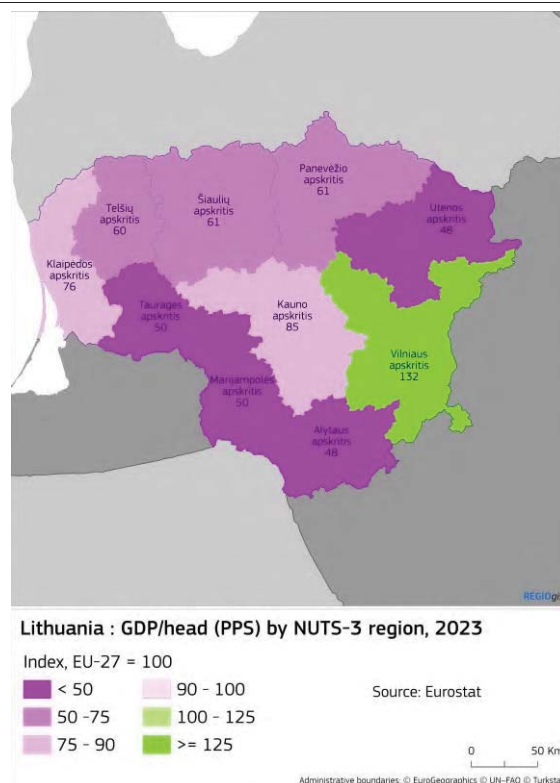 Panevėžio
apskritis
61
Šiaulių
apskritis
61
Telšių
apskritis
60
Utenos
apskritis
48
Klaipėdos
apskritis
76
Tauragės
apskritis
50
Kauno
apskritis
85
Vilniaus
apskritis
132
Marijampolės
apskritis
50
Alytaus
apskritis
48
REGIOgi
Lithuania : GDP/head (PPS) by NUTS-3 region, 2023
Index, EU-27 = 100
< 50
90 - 100
Source: Eurostat
50 -75
100 - 125
75 - 90
>= 125
0 50 Km
Administrative boundaries: © EuroGeographics © UN-FAO © Turksta